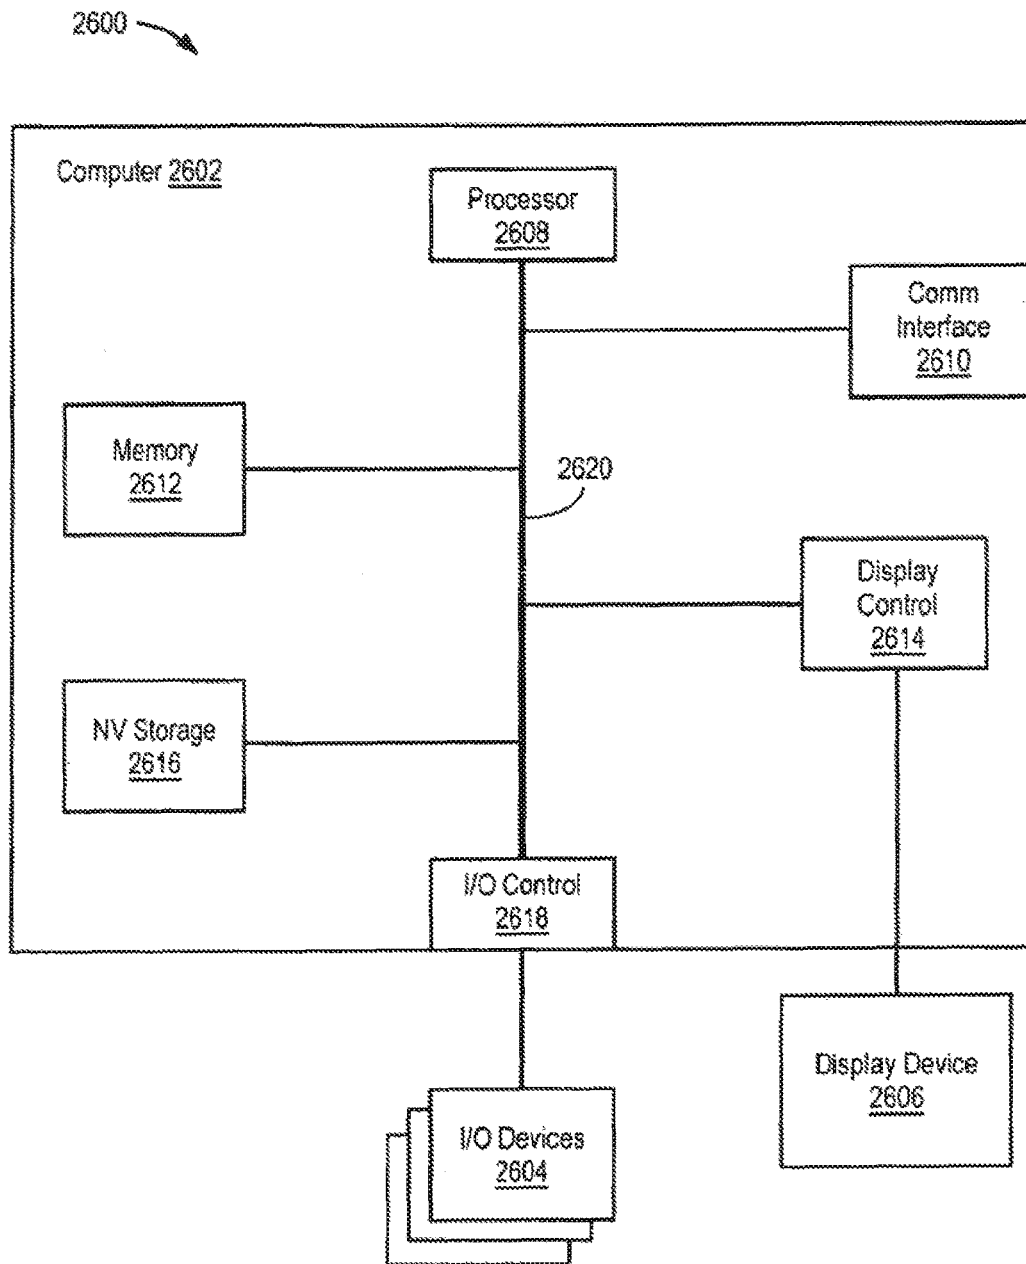 2600
Computer 2602
Processor
2608
Comm
Interface
2610
Memory
2612
2620
Display
Control
2614
NV Storage
2616
I/O Control
2618
Display Device
2606
I/O Devices
2604